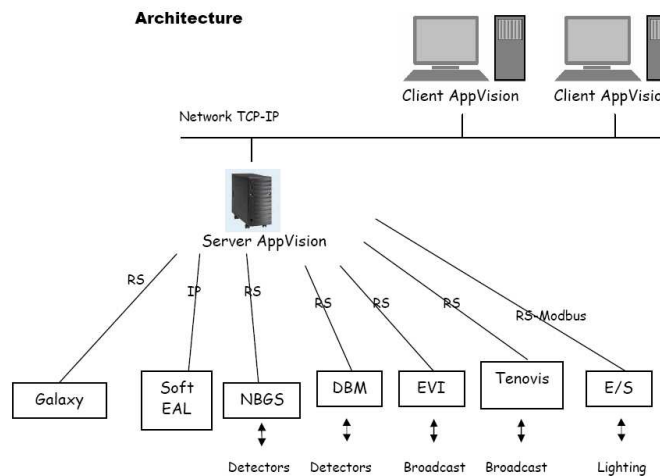 Architecture
Client AppVision
Client AppVision
Network TCP-IP
Server AppVision
RS
IP
RS
RS
RS
RS
RS-Modbus
Galaxy
Soft
EAL
NBGS
DBM
EVI
Tenovis
E/S
Detectors
Detectors
Broadcast
Broadcast
Lighting